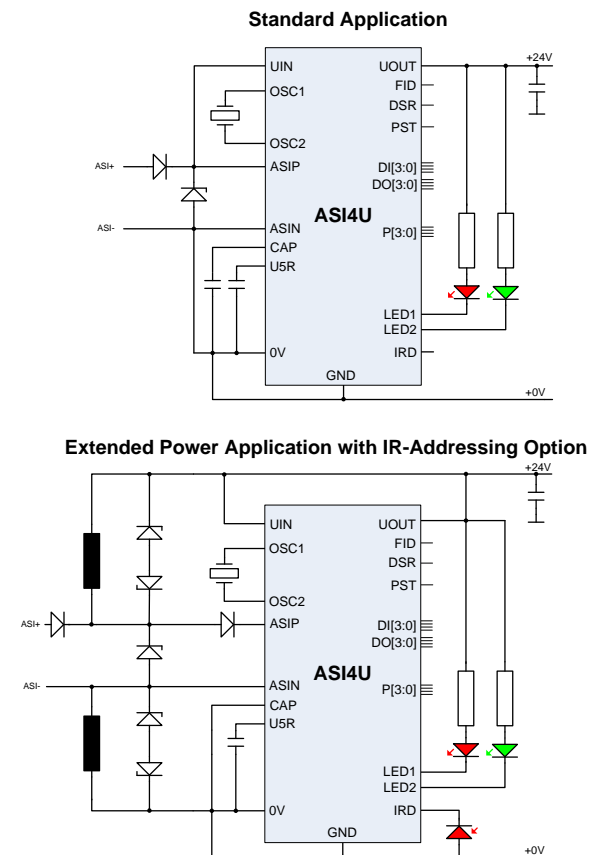 Standard Application
+24V
UIN UOUT
OSC1 FID
DSR
OSC2 PST
ASI+ ASIP DI[3:0]
DO[3:0]
ASI4U
ASI- ASIN P[3:0]
CAP
U5R
LED1
LED2
0V IRD
GND
+0V
Extended Power Application with IR-Addressing Option
+24V
UIN UOUT
OSC1 FID
DSR
PST
OSC2
ASI+ ASIP DI[3:0]
DO[3:0]
ASI4U
ASI- ASIN P[3:0]
CAP
U5R
LED1
LED2
0V IRD
GND
+0V